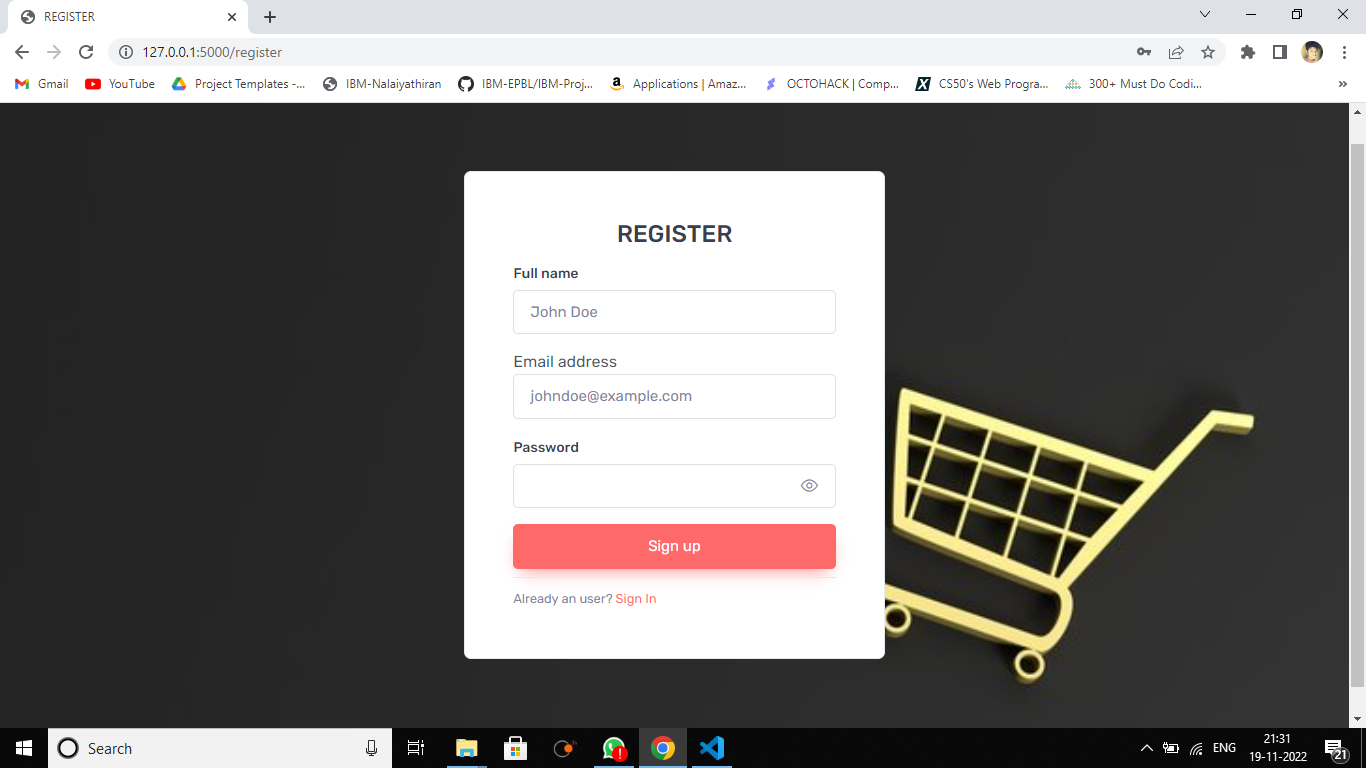 REGISTER
127.0.0.1:5000/register
Gmail
YouTube
Project Templates -...
IBM-Nalaiyathiran
IBM-EPBL/IBM-Proj...
Applications | Amaz...
OCTOHACK | Comp...
CS50's Web Progra...
300+ Must Do Codi...
»
REGISTER
Full name
John Doe
Email address
johndoe@example.com
Password
Sign up
Already an user? Sign In
Search
ENG
21:31
19-11-2022
21